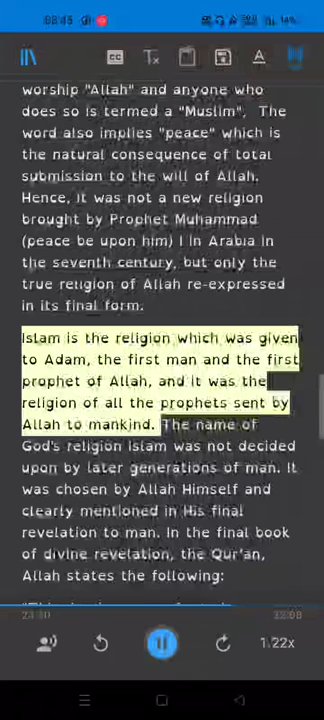 worship "Allah" and anyone who
does so is termed a "Muslim", The
word also implies "peace" which is
the natural consequence of total
submission to the will of Allah.
Hence, it was not a new religion
brought by Prophet Muhammad
(peace be upon him) I in Arabia in
the seventh century, but only the
true religion of Allah re-expressed
in its final form.
Islam is the religion which was given
to Adam, the first man and the first
prophet of Allah, and it was the
religion of all the prophets sent by
Allah to mankind. The name of
God's religion Islam was not decided
upon by later generations of man. It
was chosen by Allah Himself and
clearly mentioned in His final
revelation to man. In the final book
of divine revelation, the Qur'an,
Allah states the following:
1.22x